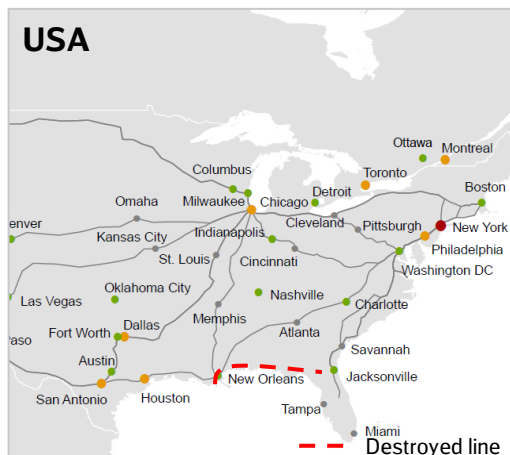 USA
Ottawa
Montreal
Columbus
Toronto
Boston
Omaha
Milwaukee
Chicago
Detroit
Cleveland
Pittsburgh
New York
enver
Kansas City
Indianapolis
Philadelphia
St. Louis
Cincinnati
Washington DC
Las Vegas
Oklahoma City
Nashville
Charlotte
Memphis
Fort Worth
Dallas
Atlanta
aso
Savannah
Austin
New Orleans
Jacksonville
San Antonio
Houston
Tampa
Miami
Destroyed line